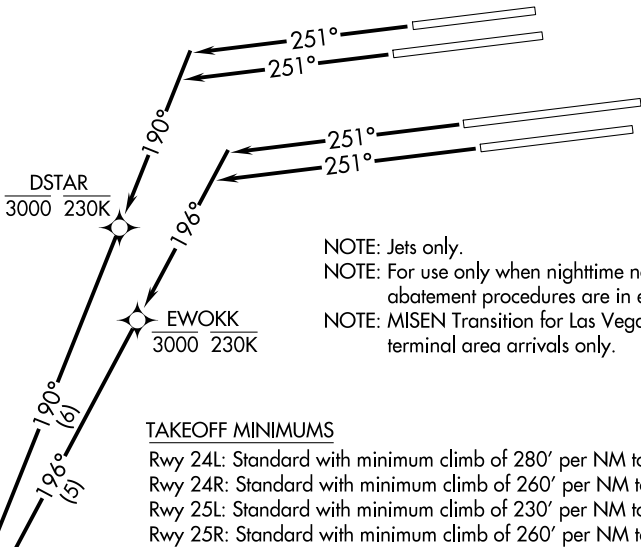 251°
251°
190°
251°
251°
DSTAR
3000 230K
196°
NOTE: Jets only.
NOTE: For use only when nighttime
abatement procedures are in
NOTE: MISEN Transition for Las
terminal area arrivals only.
EWOKK
3000 230K
190°
(6)
196°
(5)
TAKEOFF MINIMUMS
Rwy 24L: Standard with minimum climb of 280' per NM to
Rwy 24R: Standard with minimum climb of 260' per NM to
Rwy 25L: Standard with minimum climb of 230' per NM to
Rwy 25R: Standard with minimum climb of 260' per NM to